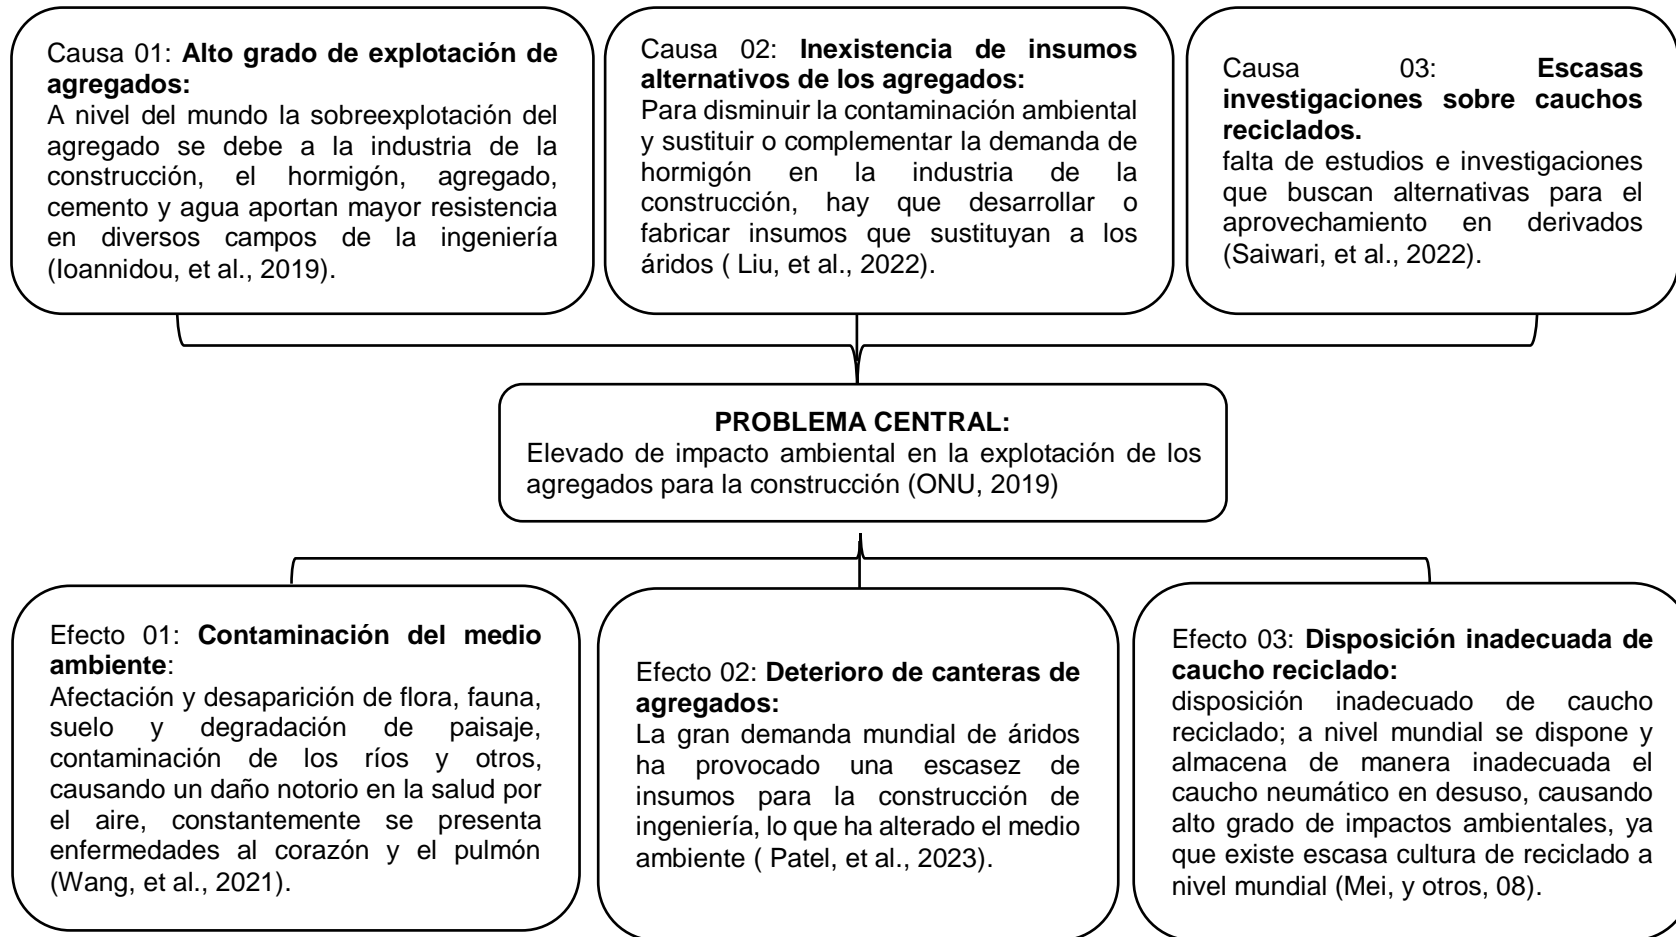 Causa 01: Alto grado de explotación de
agregados:
A nivel del mundo la sobreexplotación del
agregado se debe a la industria de la
construcción, el hormigón, agregado,
cemento y agua aportan mayor resistencia
en diversos campos de la ingeniería
(Ioannidou, et al., 2019).
Causa 02: Inexistencia de insumos
alternativos de los agregados:
Para disminuir la contaminación ambiental
y sustituir o complementar la demanda de
hormigón en la industria de la
construcción, hay que desarrollar o
fabricar insumos que sustituyan a los
áridos ( Liu, et al., 2022).
Causa 03: Escasas
investigaciones sobre cauchos
reciclados.
falta de estudios e investigaciones
que buscan alternativas para el
aprovechamiento en derivados
(Saiwari, et al., 2022).
PROBLEMA CENTRAL:
Elevado de impacto ambiental en la explotación de los
agregados para la construcción (ONU, 2019)
Efecto 01: Contaminación del medio
ambiente:
Afectación y desaparición de flora, fauna,
suelo y degradación de paisaje,
contaminación de los ríos y otros,
causando un daño notorio en la salud por
el aire, constantemente se presenta
enfermedades al corazón y el pulmón
(Wang, et al., 2021).
Efecto 02: Deterioro de canteras de
agregados:
La gran demanda mundial de áridos
ha provocado una escasez de
insumos para la construcción de
ingeniería, lo que ha alterado el medio
ambiente ( Patel, et al., 2023).
Efecto 03: Disposición inadecuada de
caucho reciclado:
disposición inadecuado de caucho
reciclado; a nivel mundial se dispone y
almacena de manera inadecuada el
caucho neumático en desuso, causando
alto grado de impactos ambientales, ya
que existe escasa cultura de reciclado a
nivel mundial (Mei, y otros, 08).